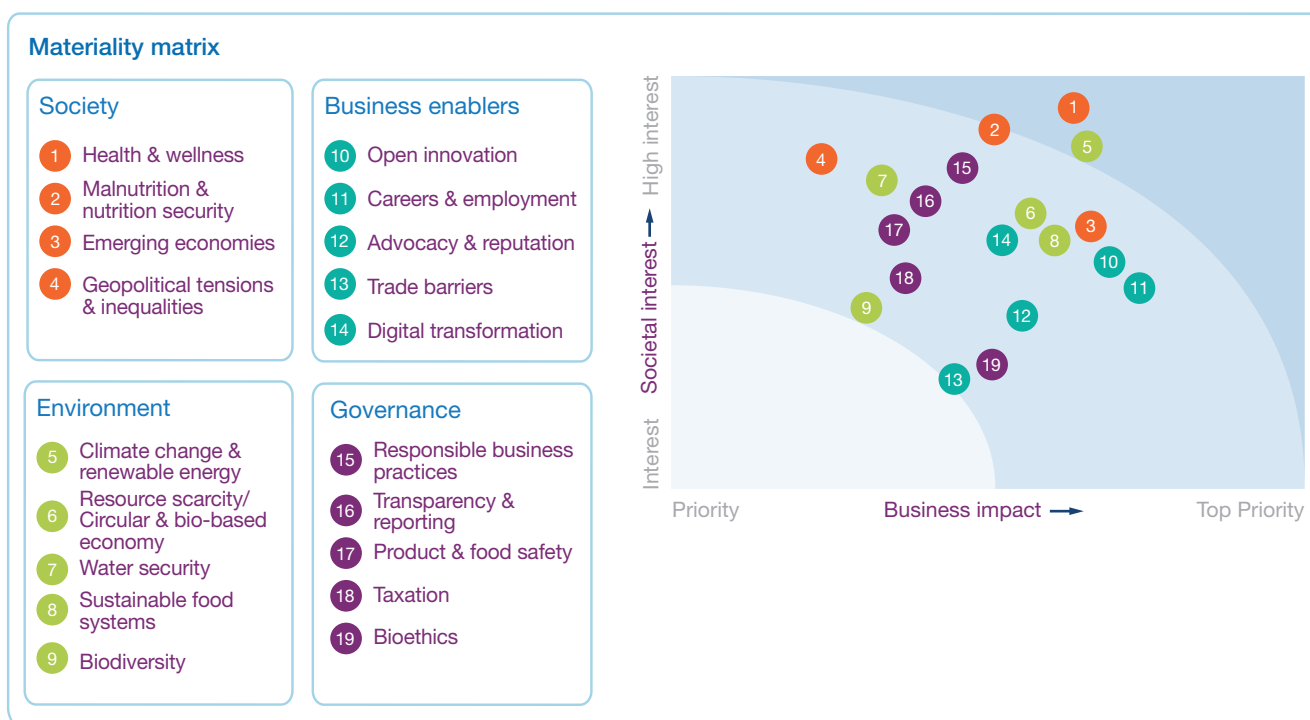 Materiality matrix
Society
1 Health & wellness
2 Malnutrition &
nutrition security
3 Emerging economies
4 Geopolitical tensions
& inequalities
Business enablers
10 Open innovation
11 Careers & employment
12 Advocacy & reputation
13 Trade barriers
14 Digital transformation
Environment
5 Climate change &
renewable energy
6 Resource scarcity/
Circular & bio-based
economy
7 Water security
8 Sustainable food
systems
9 Biodiversity
Governance
15 Responsible business
practices
16 Transparency &
reporting
17 Product & food safety
18 Taxation
19 Bioethics
High interest
Societal interest
Interest
1
2
5
4
15
7
16
6
17
3
14
8
10
18
11
9
12
19
13
Priority
Business impact
Top Priority